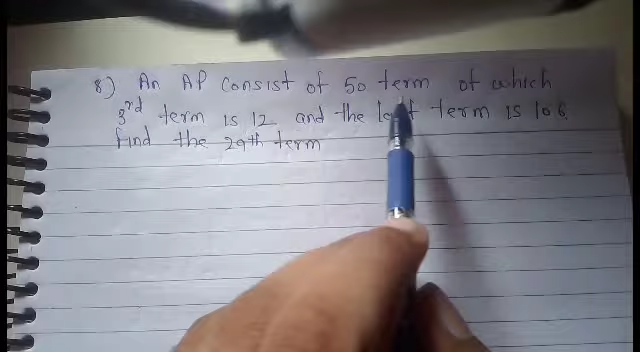 8) An AP Consist of 50 term of which
3rd term is 12 and the last term is 106.
find the 29th term